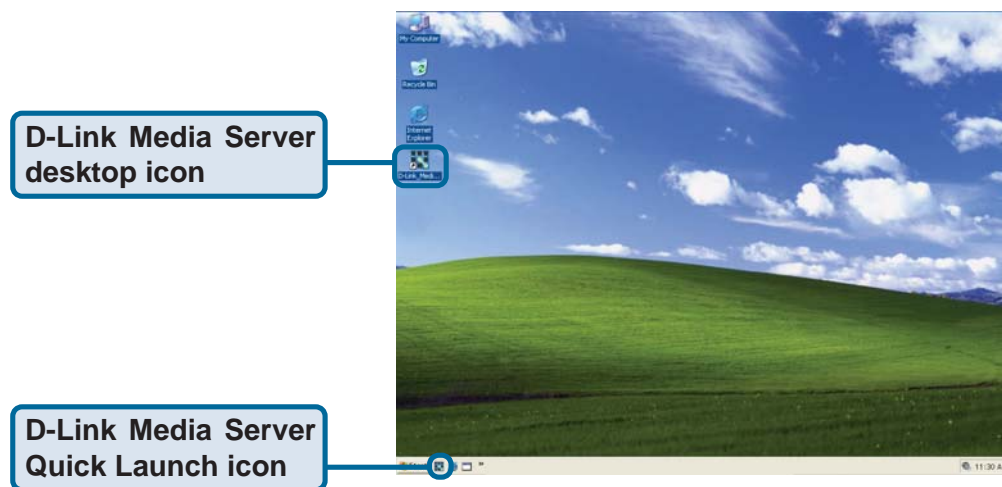 My Computer
Recycle Bin
Internet
Explorer
D-Link Media Server
desktop icon
D-Link_Medi...
D-Link Media Server
Quick Launch icon
11:30 A